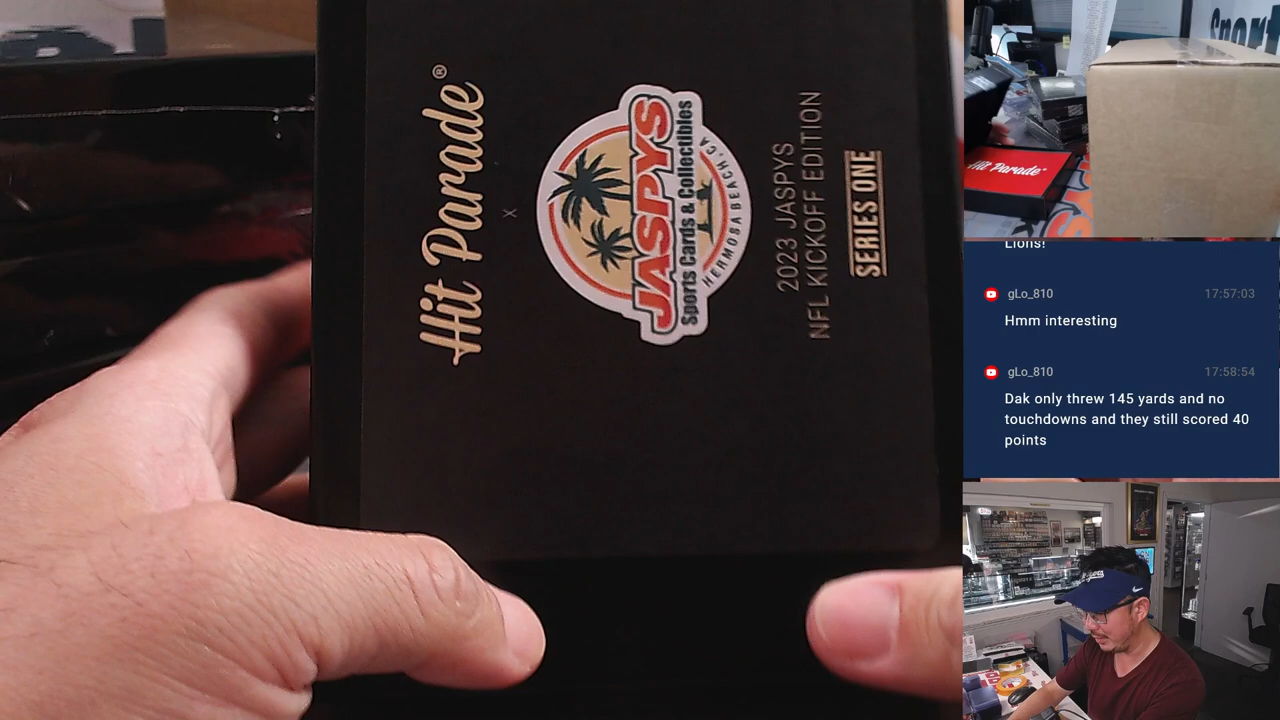 Hit Parade®
x
JASPYS
Sports Cards & Collectibles
HERMOSA BEACH, CA
2023 JASPYS
NFL KICKOFF EDITION
SERIES ONE
Hit Parade®
Lions!
gLo_810 17:57:03
Hmm interesting
gLo_810 17:58:54
Dak only threw 145 yards and no
touchdowns and they still scored 40
points